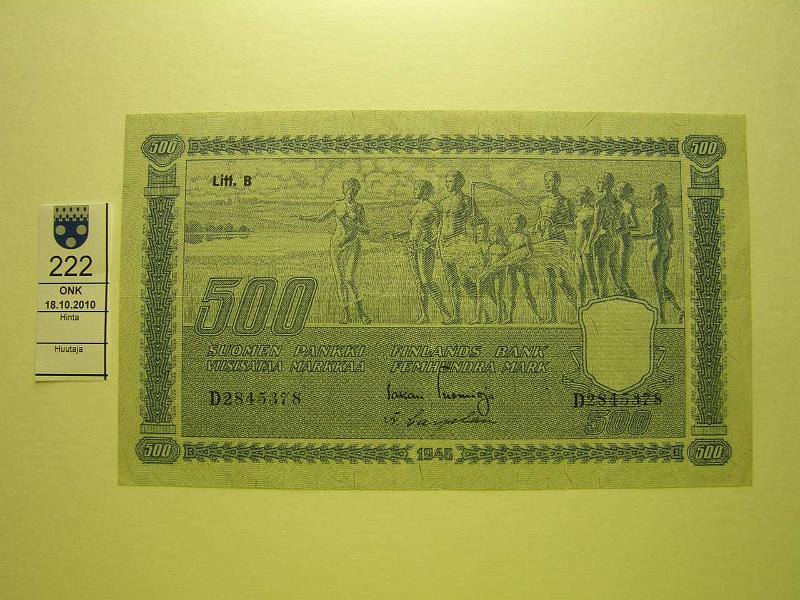 222
ONK
18.10.2010
Hinta
Huutaja
500 500
Litt. B
500
SUOMEN PANKKI FINLANDS BANK
VIISISATAA MARKKAA FEMHUNDRA MARK
D2845378 D2845378
500
500 1945 500